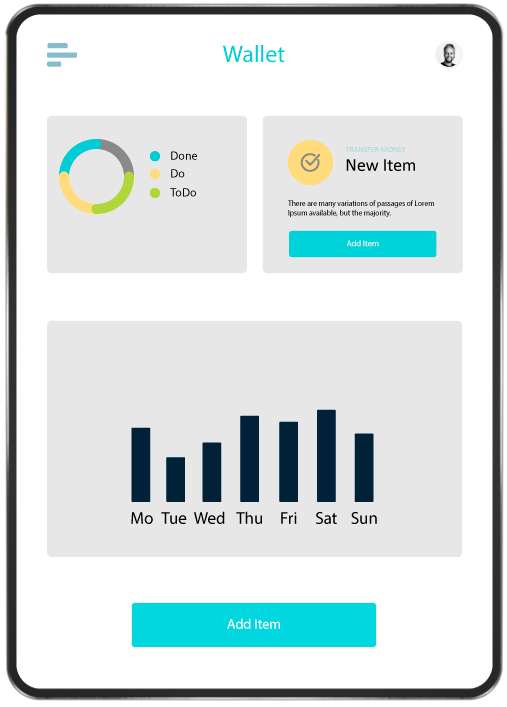 Wallet
Done
Do
ToDo
TRANSFER MONEY
New Item
There are many variations of passages of Lorem
Ipsum available, but the majority.
Add Item
Mo Tue Wed Thu Fri Sat Sun
Add Item